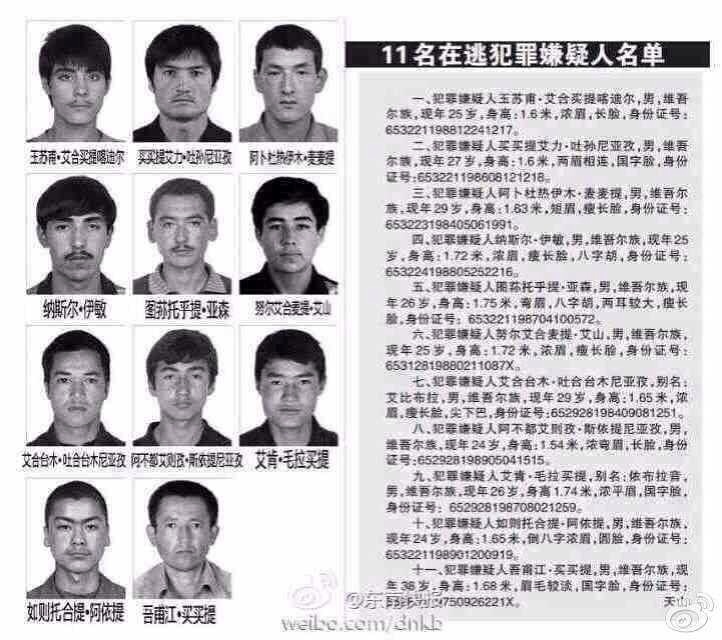 11名在逃犯罪嫌疑人名单
玉苏甫·艾合买提喀迪尔
买买提艾力·吐孙尼亚孜
阿卜杜热伊木·麦麦提
纳斯尔·伊敏
图荪托乎提·亚森
努尔艾合麦提·艾山
艾合台木·吐合台木尼亚孜
阿不都艾则孜·斯依提尼亚孜
艾肯·毛拉买提
如则托合提·阿依提
吾甫江·买买提
一、犯罪嫌疑人玉苏甫·艾合买提喀迪尔,男,维吾
尔族,现年25岁,身高:1.6米,浓眉,长脸,身份证号:
653221198812241217.
二、犯罪嫌疑人买买提艾力·吐孙尼亚孜,男,维吾
尔族,现年27岁,身高:1.6米,两眉相连,国字脸,身份
证号:653221198608121218.
三、犯罪嫌疑人阿卜杜热伊木·麦麦提,男,维吾尔
族,现年29岁,身高:1.63米,短眉,瘦长脸,身份证号:
653223198405061991.
四、犯罪嫌疑人纳斯尔·伊敏,男,维吾尔族,现年25
岁,身高:1.72米,浓眉,瘦长脸,八字胡,身份证号:
653224198805252216.
五、犯罪嫌疑人图荪托乎提·亚森,男,维吾尔族,现
年26岁,身高:1.75米,弯眉,八字胡,两耳较大,瘦长
脸,身份证号:653221198704100572.
六、犯罪嫌疑人努尔艾合麦提·艾山,男,维吾尔族,
现年25岁,身高:1.72米,浓眉,瘦长脸,身份证号:
65312819880211087X.
七、犯罪嫌疑人艾合台木·吐合台木尼亚孜,别名:
艾比布拉,男,维吾尔族,现年29岁,身高:1.65米,浓
眉,瘦长脸,尖下巴,身份证号:652928198409081251.
八、犯罪嫌疑人阿不都艾则孜·斯依提尼亚孜,男,
维吾尔族,现年24岁,身高:1.54米,浓弯眉,长脸,身
份证号:652928198905041515.
九、犯罪嫌疑人艾肯·毛拉买提,别名:依布拉音,
男,维吾尔族,现年26岁,身高1.74米,浓平眉,国字脸,
身份证号:652928198708021259.
十、犯罪嫌疑人如则托合提·阿依提,男,维吾尔族,
现年24岁,身高:1.65米,倒八字浓眉,圆脸,身份证号:
653221198901200919.
十一、犯罪嫌疑人吾甫江·买买提,男,维吾尔族,
现年38岁,身高:1.68米,眉毛较淡,国字脸,身份证
750926221X.
天山
weibo.com/dnkb